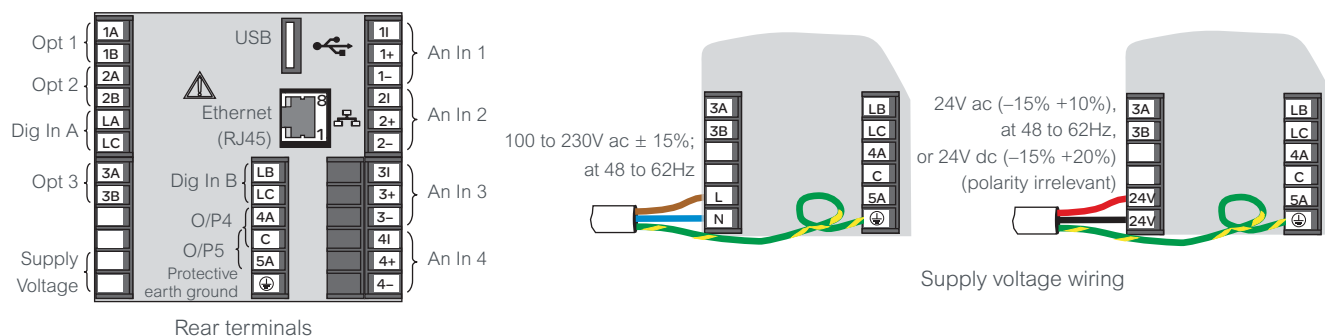 Opt 1
Opt 2
Dig In A
Opt 3
Supply
Voltage
1A
1B
2A
2B
LA
LC
3A
3B
USB
Ethernet
(RJ45)
8
1
Dig In B
O/P4
O/P5
Protective
earth ground
LB
LC
4A
C
5A
1I
1+
1–
2I
2+
2–
3I
3+
3–
4I
4+
4–
An In 1
An In 2
An In 3
An In 4
Rear terminals
100 to 230V ac ± 15%;
at 48 to 62Hz
3A
3B
L
N
LB
LC
4A
C
5A
24V ac (–15% +10%),
at 48 to 62Hz,
or 24V dc (–15% +20%)
(polarity irrelevant)
3A
3B
24V
24V
LB
LC
4A
C
5A
Supply voltage wiring